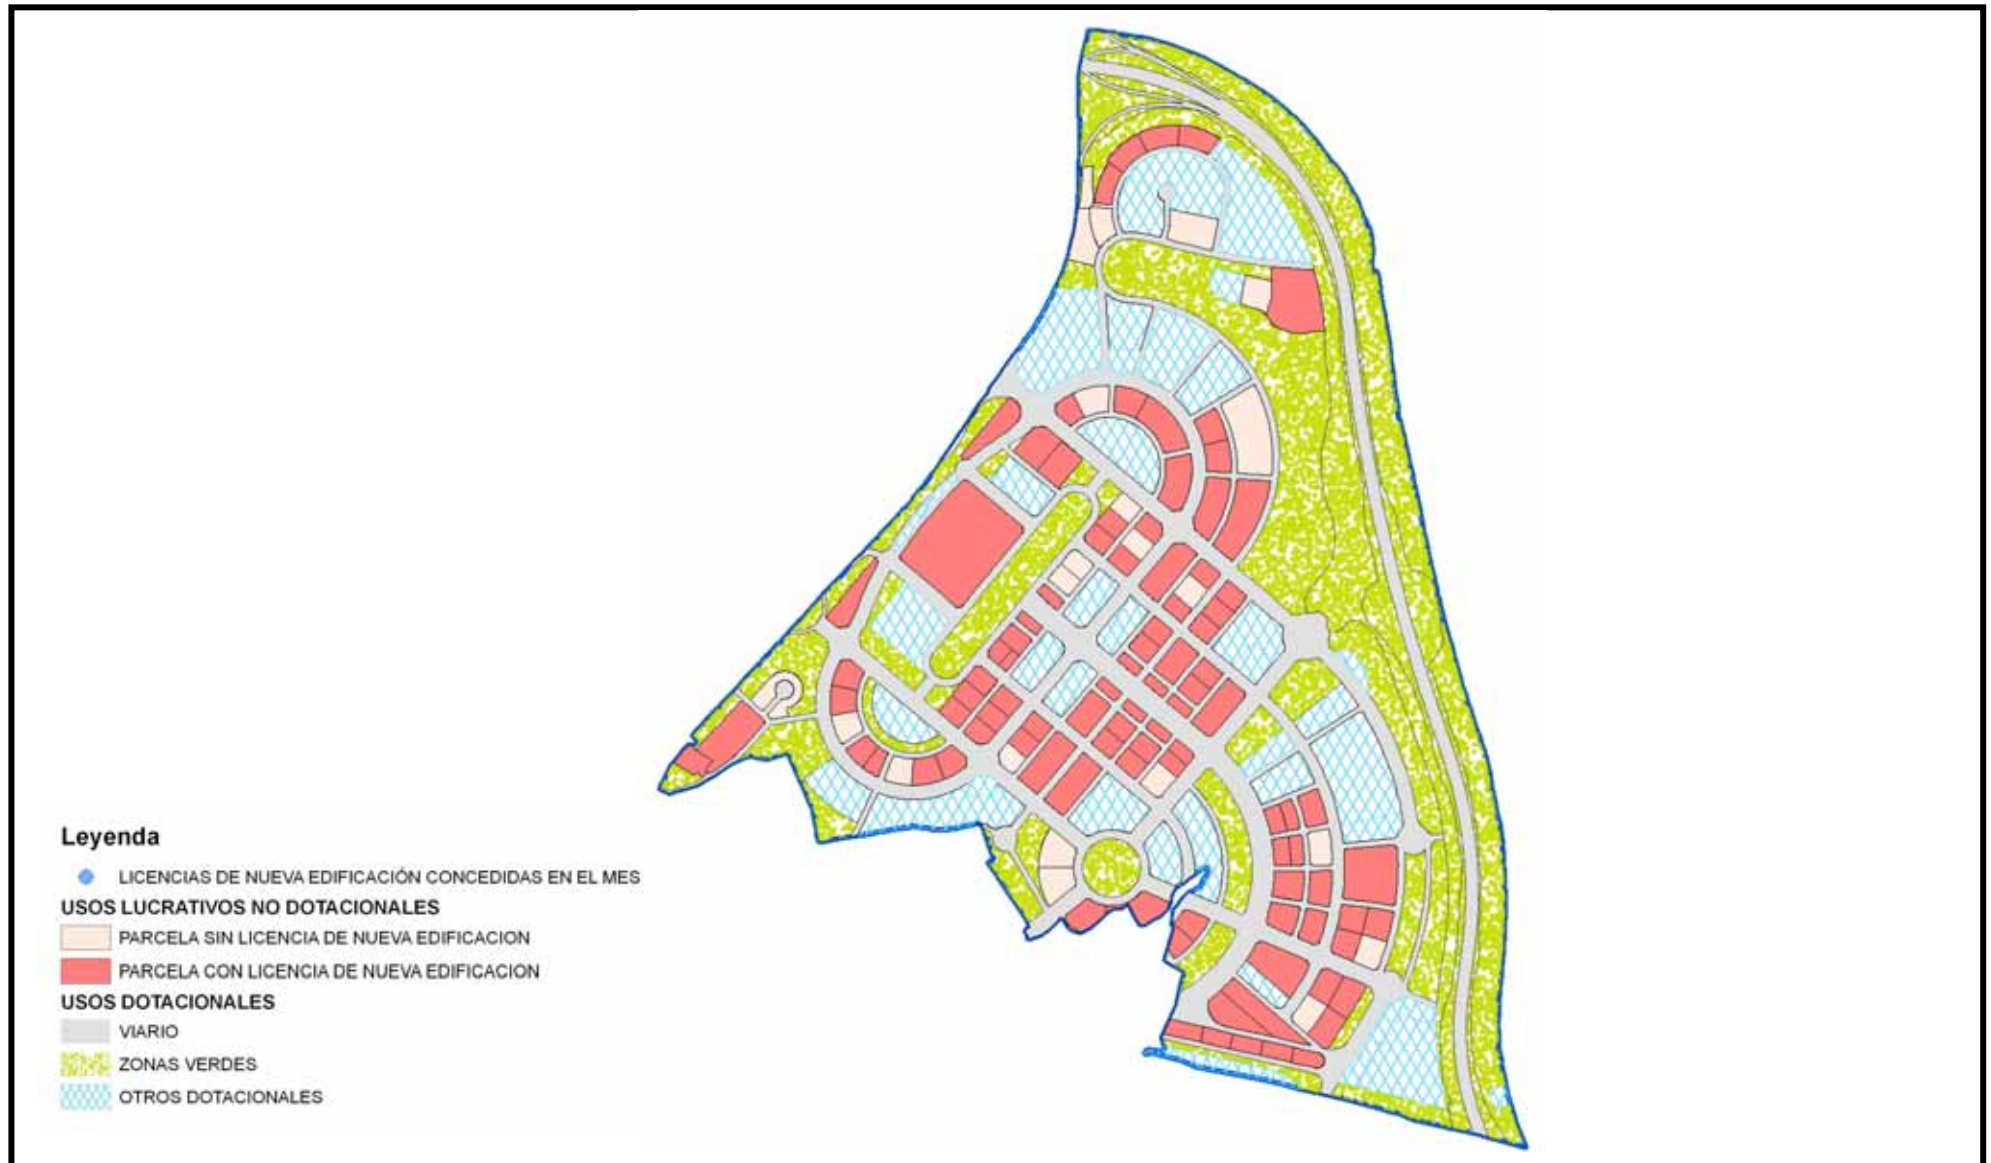 Leyenda
LICENCIAS DE NUEVA EDIFICACIÓN CONCEDIDAS EN EL MES
USOS LUCRATIVOS NO DOTACIONALES
PARCELA SIN LICENCIA DE NUEVA EDIFICACION
PARCELA CON LICENCIA DE NUEVA EDIFICACION
USOS DOTACIONALES
VIARIO
ZONAS VERDES
OTROS DOTACIONALES